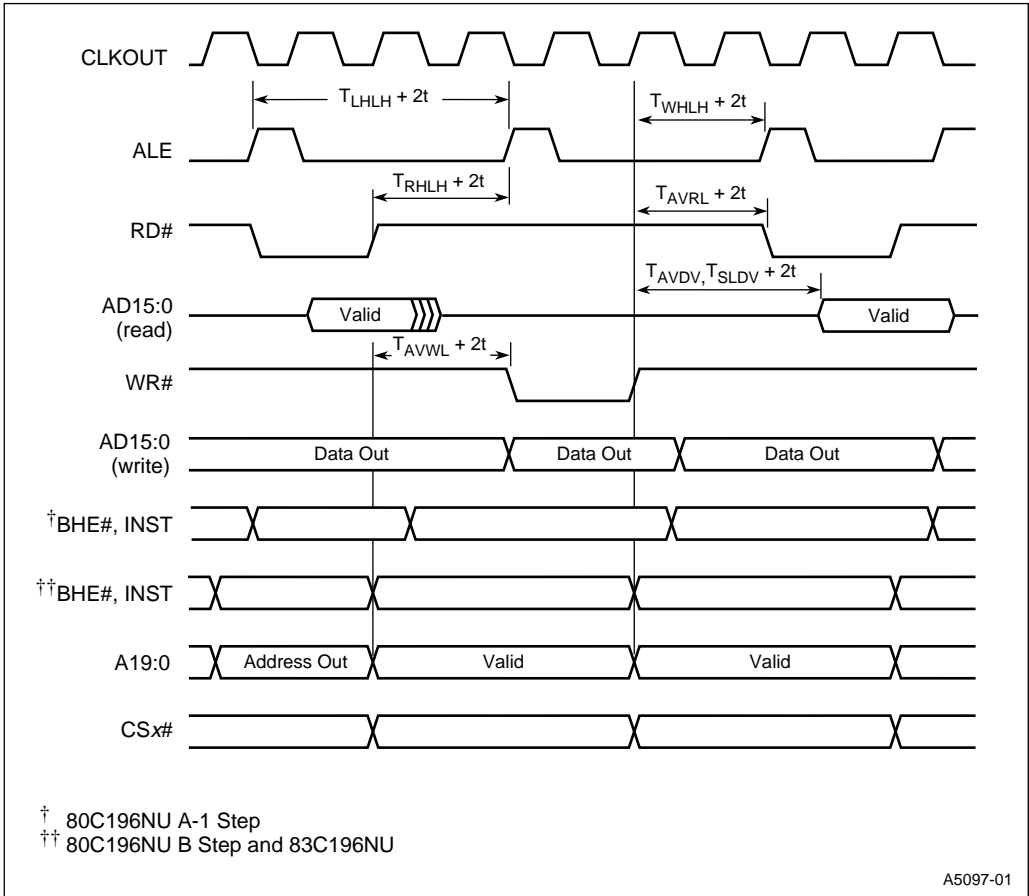 CLKOUT
T_LHLH + 2t
T_WHLH + 2t
ALE
T_RHLH + 2t
T_AVRL + 2t
RD#
T_AVDV,T_SLDV + 2t
AD15:0
(read)
Valid
Valid
T_AVWL + 2t
WR#
AD15:0
(write)
Data Out
Data Out
Data Out
†BHE#, INST
††BHE#, INST
A19:0
Address Out
Valid
Valid
CSx#
† 80C196NU A-1 Step
†† 80C196NU B Step and 83C196NU
A5097-01